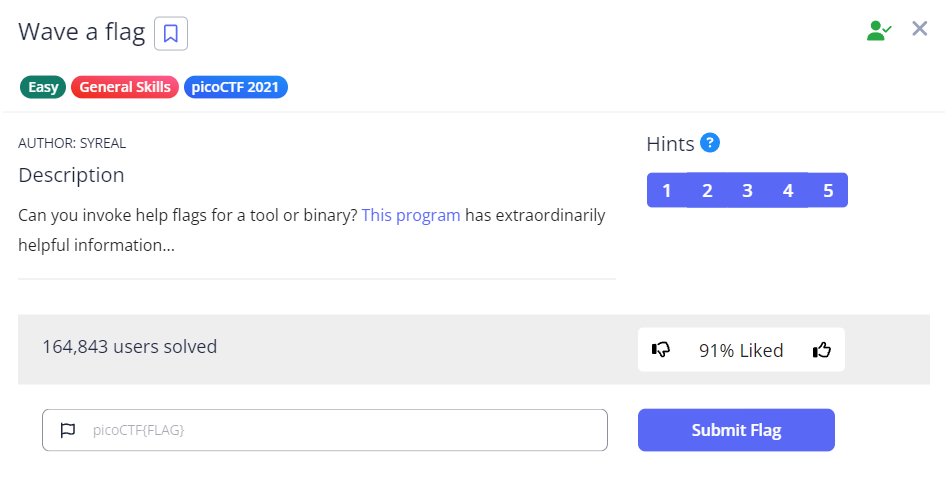 Wave a flag
Easy General Skills picoCTF 2021
AUTHOR: SYREAL
Description
Can you invoke help flags for a tool or binary? This program has extraordinarily
helpful information...
Hints ?
1 2 3 4 5
164,843 users solved
91% Liked
picoCTF{FLAG}
Submit Flag